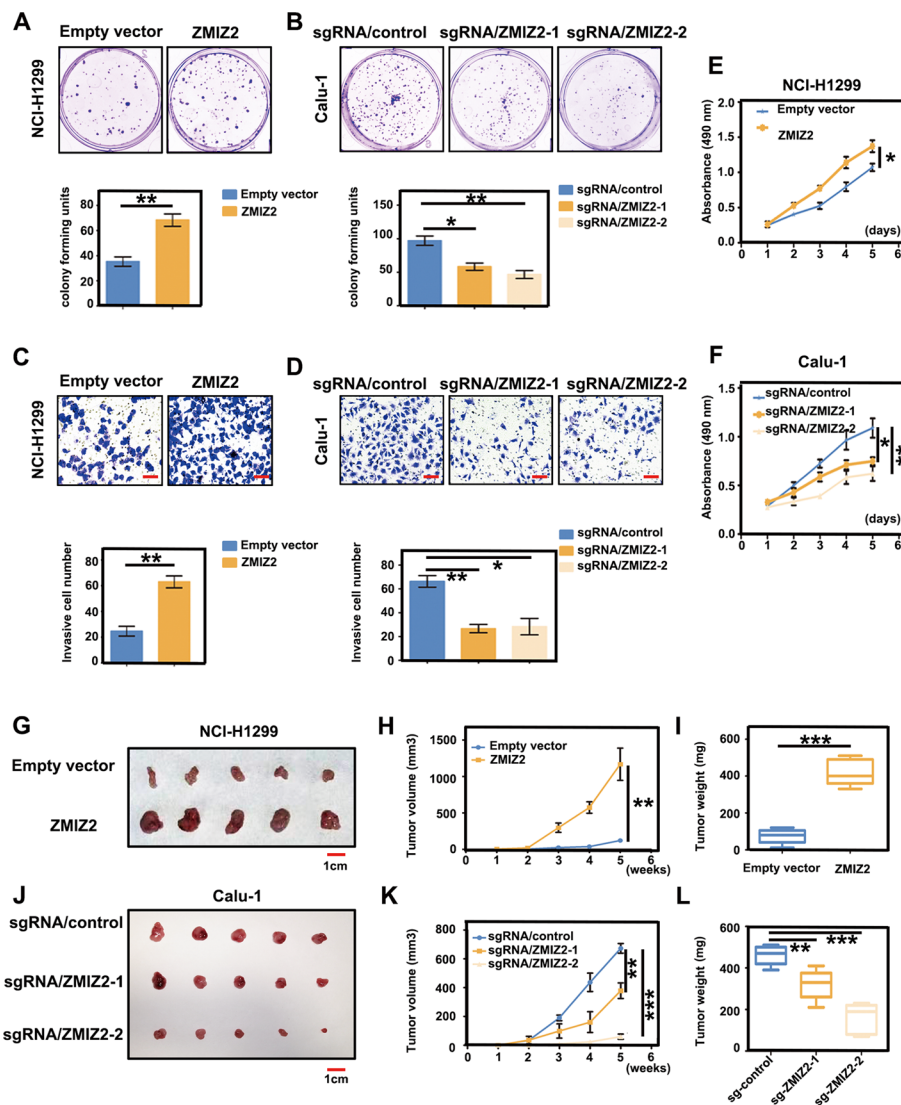 A
Empty vector
ZMIZ2
NCI-H1299
colony forming units
80
60
40
20
0
**
Empty vector
ZMIZ2
B
sgRNA/control
sgRNA/ZMIZ2-1
sgRNA/ZMIZ2-2
Calu-1
colony forming units
150
100
50
0
**
*
sgRNA/control
sgRNA/ZMIZ2-1
sgRNA/ZMIZ2-2
E
NCI-H1299
Absorbance (490 nm)
2.0
1.5
1.0
0.5
0.0
Empty vector
ZMIZ2
*
(days)
0 1 2 3 4 5 6
C
Empty vector
ZMIZ2
NCI-H1299
Invasive cell number
80
60
40
20
0
**
Empty vector
ZMIZ2
D
sgRNA/control
sgRNA/ZMIZ2-1
sgRNA/ZMIZ2-2
Calu-1
Invasive cell number
80
60
40
20
0
**
*
sgRNA/control
sgRNA/ZMIZ2-1
sgRNA/ZMIZ2-2
F
Calu-1
Absorbance (490 nm)
1.5
1.0
0.5
0.0
sgRNA/control
sgRNA/ZMIZ2-1
sgRNA/ZMIZ2-2
*
**
(days)
0 1 2 3 4 5 6
G
NCI-H1299
Empty vector
ZMIZ2
1cm
H
Tumor volume (mm3)
1500
1000
500
0
Empty vector
ZMIZ2
**
0 1 2 3 4 5 6
(weeks)
I
Tumor weight (mg)
600
400
200
0
***
Empty vector
ZMIZ2
J
Calu-1
sgRNA/control
sgRNA/ZMIZ2-1
sgRNA/ZMIZ2-2
1cm
K
Tumor volume (mm3)
800
600
400
200
0
sgRNA/control
sgRNA/ZMIZ2-1
sgRNA/ZMIZ2-2
**
***
0 1 2 3 4 5 6
(weeks)
L
Tumor weight (mg)
600
400
200
0
**
***
sg-control
sg-ZMIZ2-1
sg-ZMIZ2-2